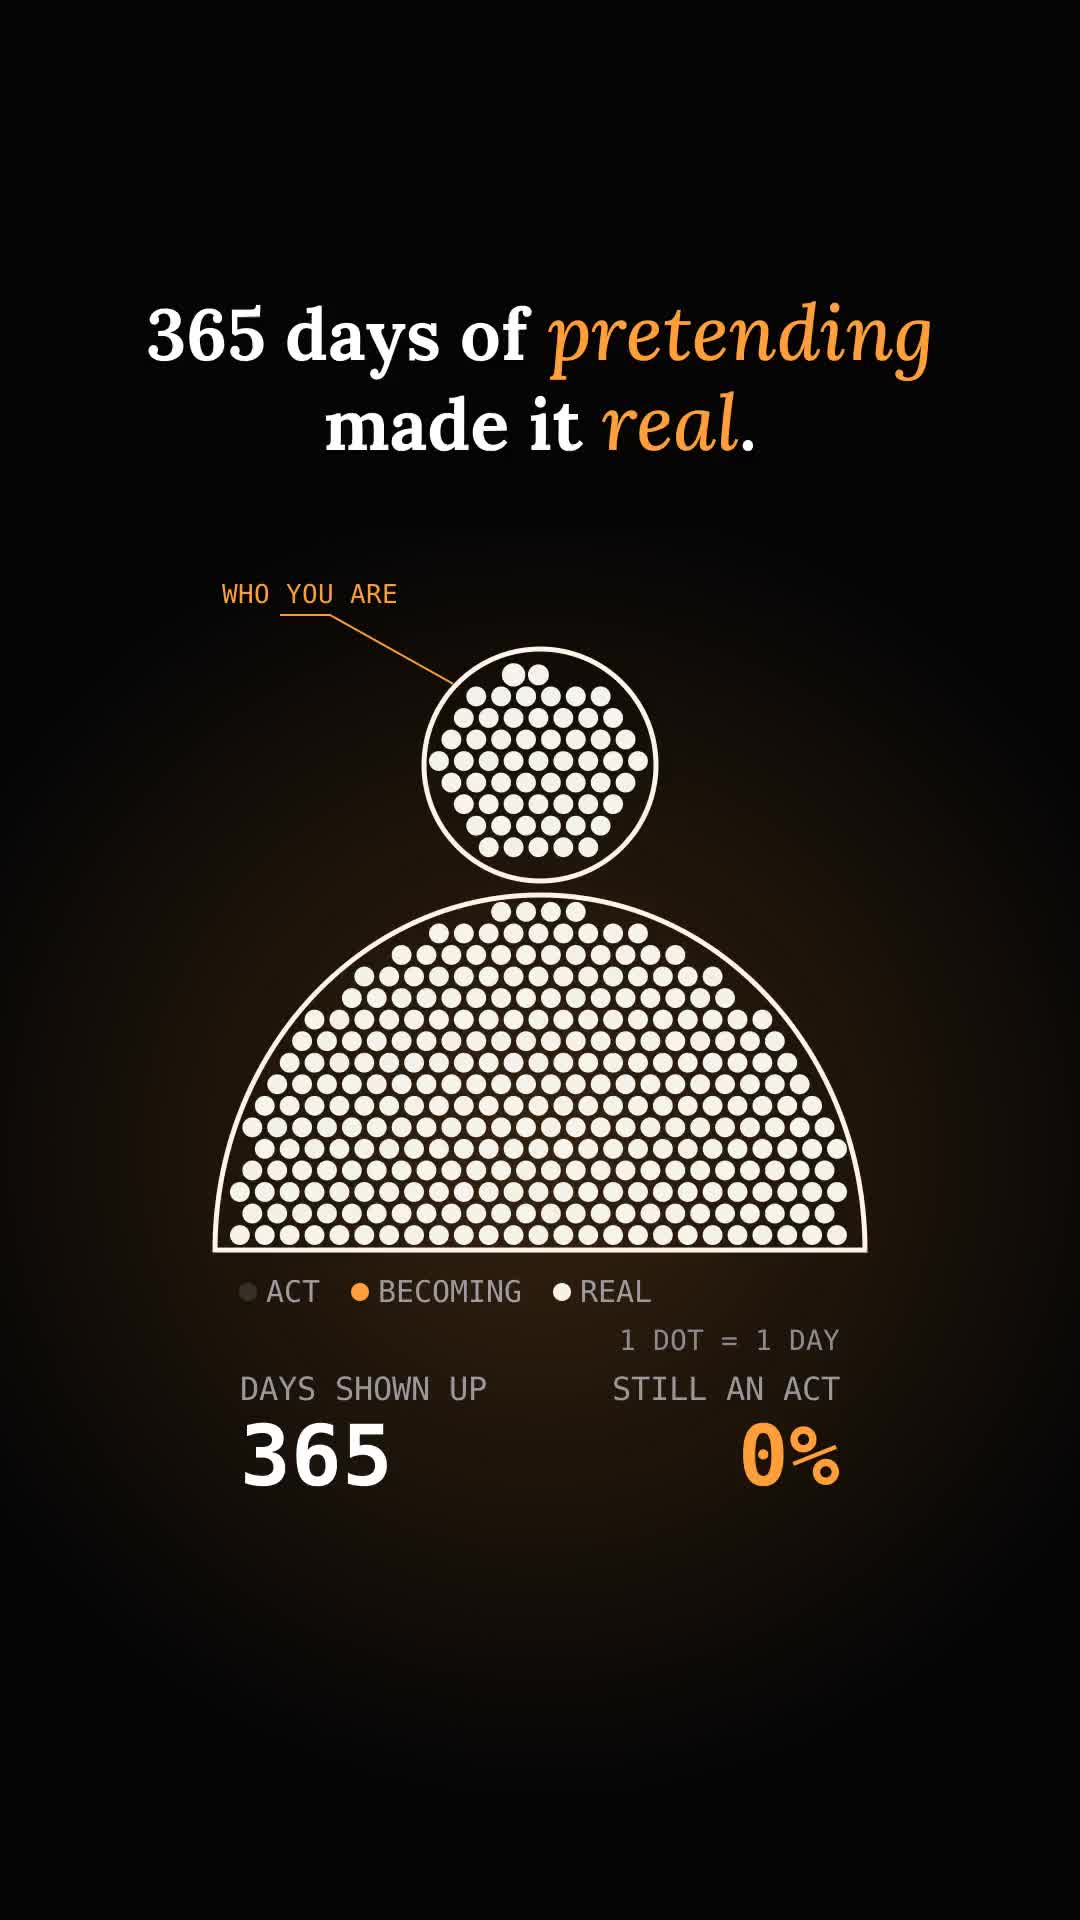 365 days of pretending
made it real.
WHO YOU ARE
ACT BECOMING REAL
1 DOT = 1 DAY
DAYS SHOWN UP STILL AN ACT
365 0%